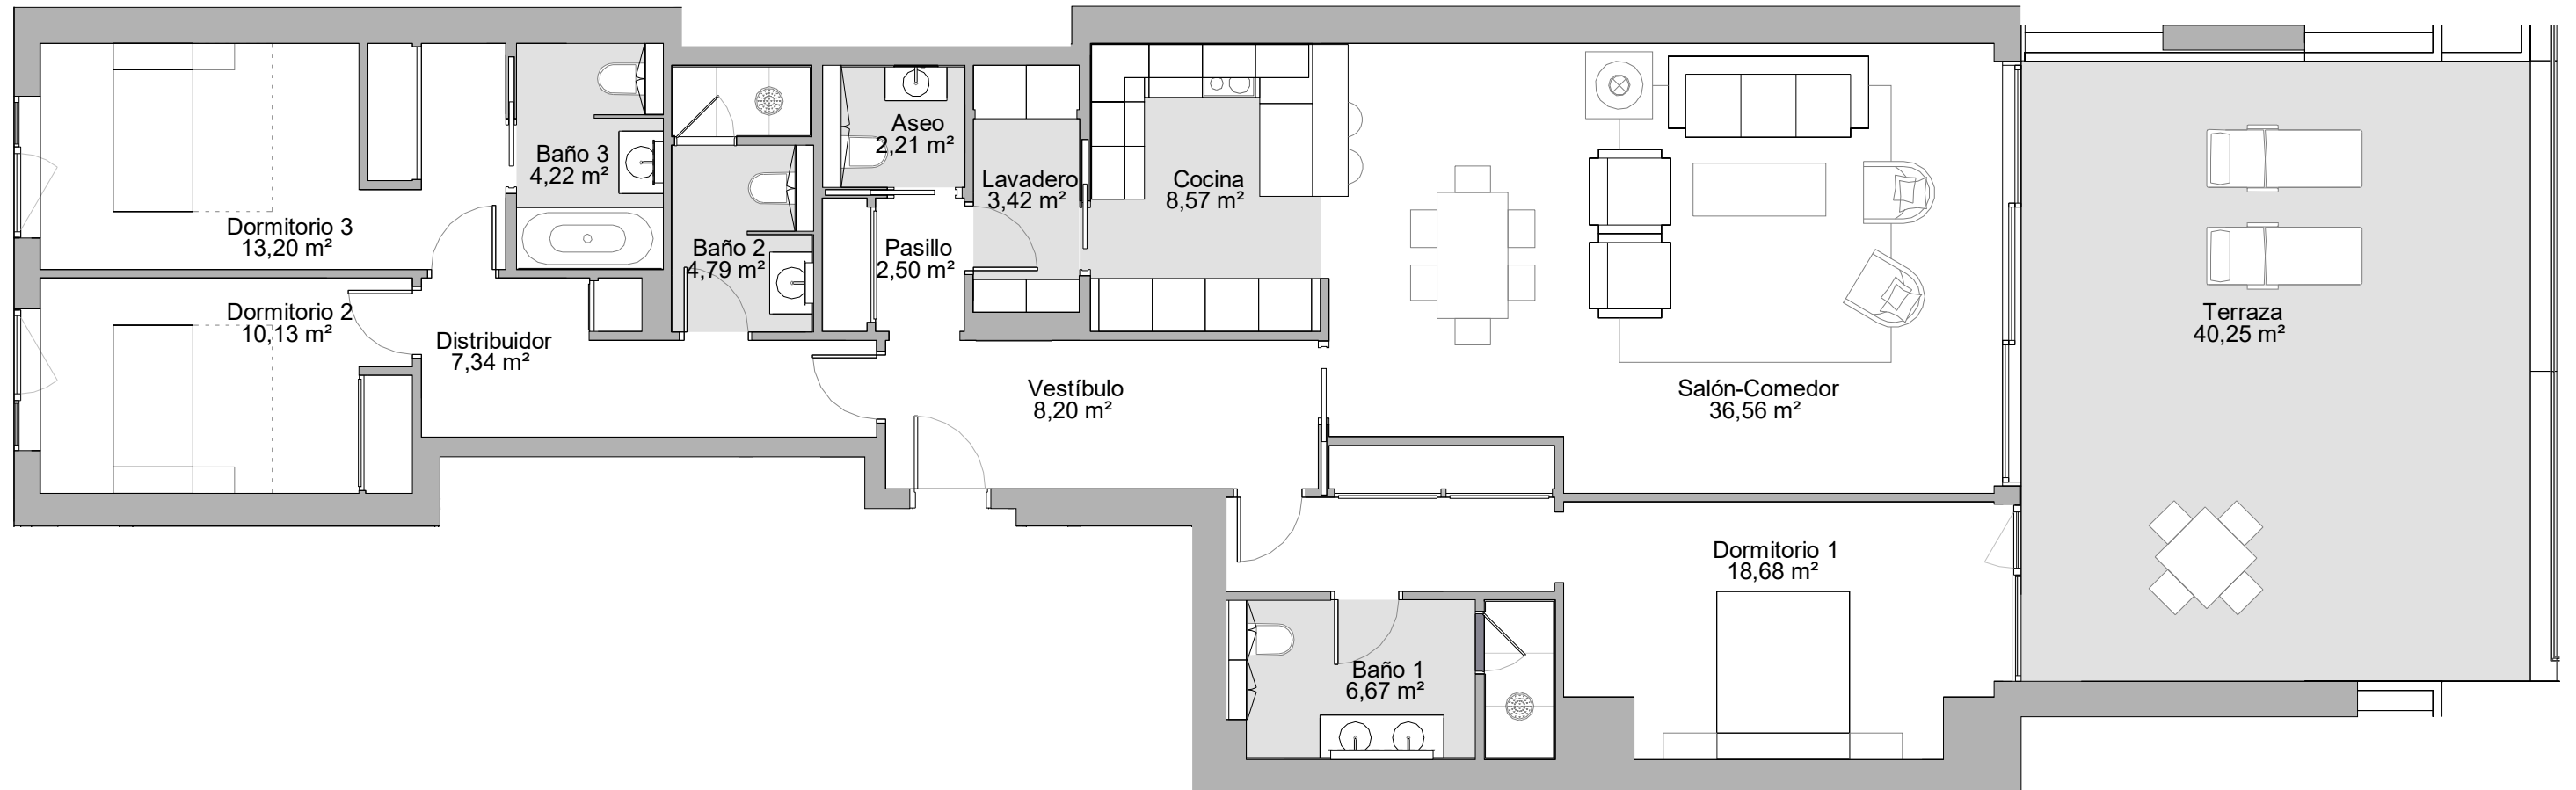 Dormitorio 3
13,20 m²
Dormitorio 2
10,13 m²
Distribuidor
7,34 m²
Baño 3
4,22 m²
Baño 2
4,79 m²
Aseo
2,21 m²
Pasillo
2,50 m²
Lavadero
3,42 m²
Cocina
8,57 m²
Vestíbulo
8,20 m²
Salón-Comedor
36,56 m²
Dormitorio 1
18,68 m²
Baño 1
6,67 m²
Terraza
40,25 m²